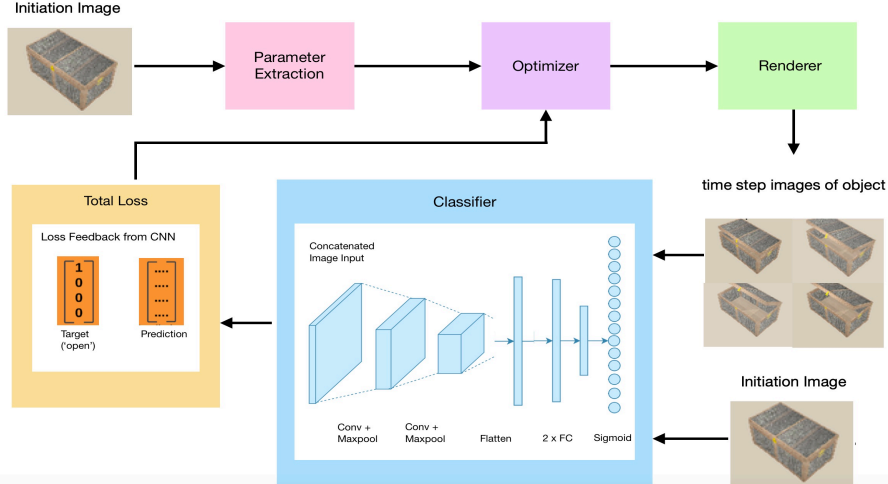 Initiation Image
Parameter
Extraction
Optimizer
Renderer
time step images of object
Total Loss
Loss Feedback from CNN
1
0
0
0
....
....
....
....
Target
('open')
Prediction
Classifier
Concatenated
Image Input
Conv +
Maxpool
Conv +
Maxpool
Flatten
2 x FC
Sigmoid
Initiation Image